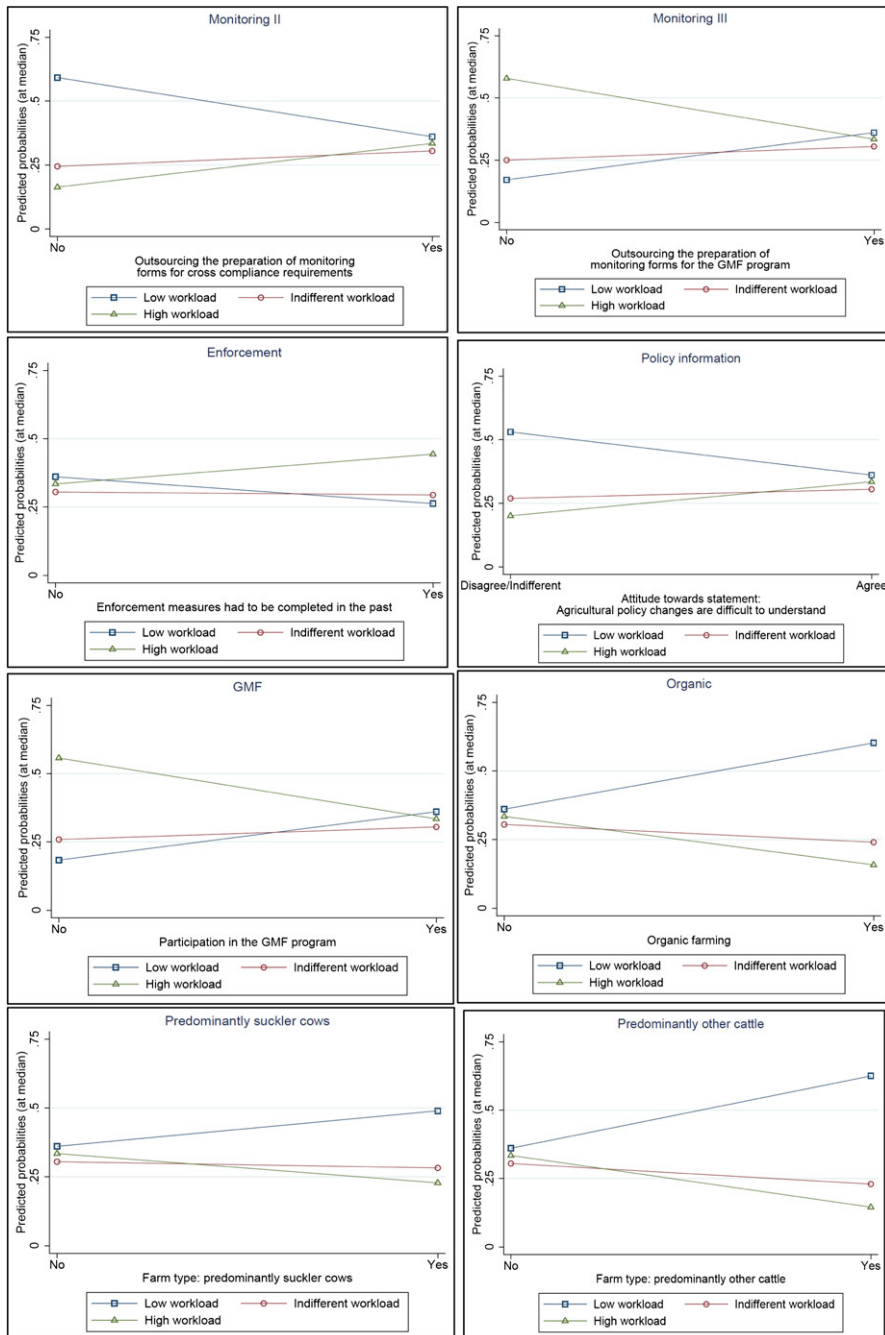 Monitoring II
Predicted probabilities (at median)
.75
.5
.25
0
No
Yes
Outsourcing the preparation of monitoring
forms for cross compliance requirements
Low workload
Indifferent workload
High workload
Monitoring III
Predicted probabilities (at median)
.75
.5
.25
0
No
Yes
Outsourcing the preparation of
monitoring forms for the GMF program
Low workload
Indifferent workload
High workload
Enforcement
Predicted probabilities (at median)
.75
.5
.25
0
No
Yes
Enforcement measures had to be completed in the past
Low workload
Indifferent workload
High workload
Policy information
Predicted probabilities (at median)
.75
.5
.25
0
Disagree/Indifferent
Agree
Attitude towards statement:
Agricultural policy changes are difficult to understand
Low workload
Indifferent workload
High workload
GMF
Predicted probabilities (at median)
.75
.5
.25
0
No
Yes
Participation in the GMF program
Low workload
Indifferent workload
High workload
Organic
Predicted probabilities (at median)
.75
.5
.25
0
No
Yes
Organic farming
Low workload
Indifferent workload
High workload
Predominantly suckler cows
Predicted probabilities (at median)
.75
.5
.25
0
No
Yes
Farm type: predominantly suckler cows
Low workload
Indifferent workload
High workload
Predominantly other cattle
Predicted probabilities (at median)
.75
.5
.25
0
No
Yes
Farm type: predominantly other cattle
Low workload
Indifferent workload
High workload